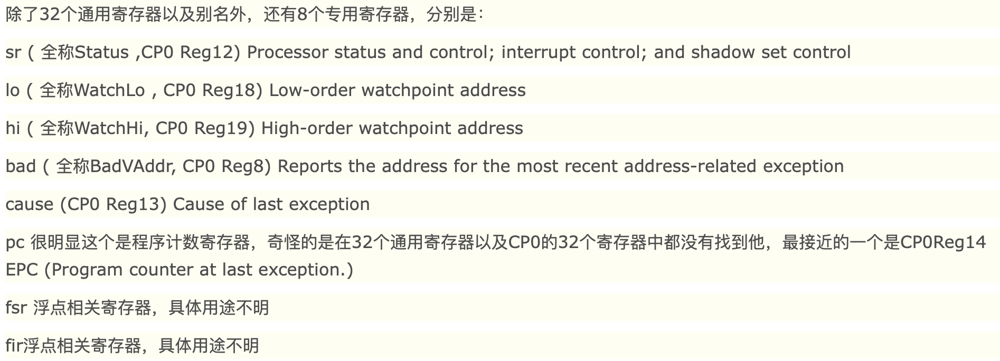 除了32个通用寄存器以及别名外，还有8个专用寄存器，分别是：
sr ( 全称Status ,CP0 Reg12) Processor status and control; interrupt control; and shadow set control
lo ( 全称WatchLo , CP0 Reg18) Low-order watchpoint address
hi ( 全称WatchHi, CP0 Reg19) High-order watchpoint address
bad ( 全称BadVAddr, CP0 Reg8) Reports the address for the most recent address-related exception
cause (CP0 Reg13) Cause of last exception
pc 很明显这个是程序计数寄存器，奇怪的是在32个通用寄存器以及CP0的32个寄存器中都没有找到他，最接近的一个是CP0Reg14
EPC (Program counter at last exception.)
fsr 浮点相关寄存器，具体用途不明
fir浮点相关寄存器，具体用途不明